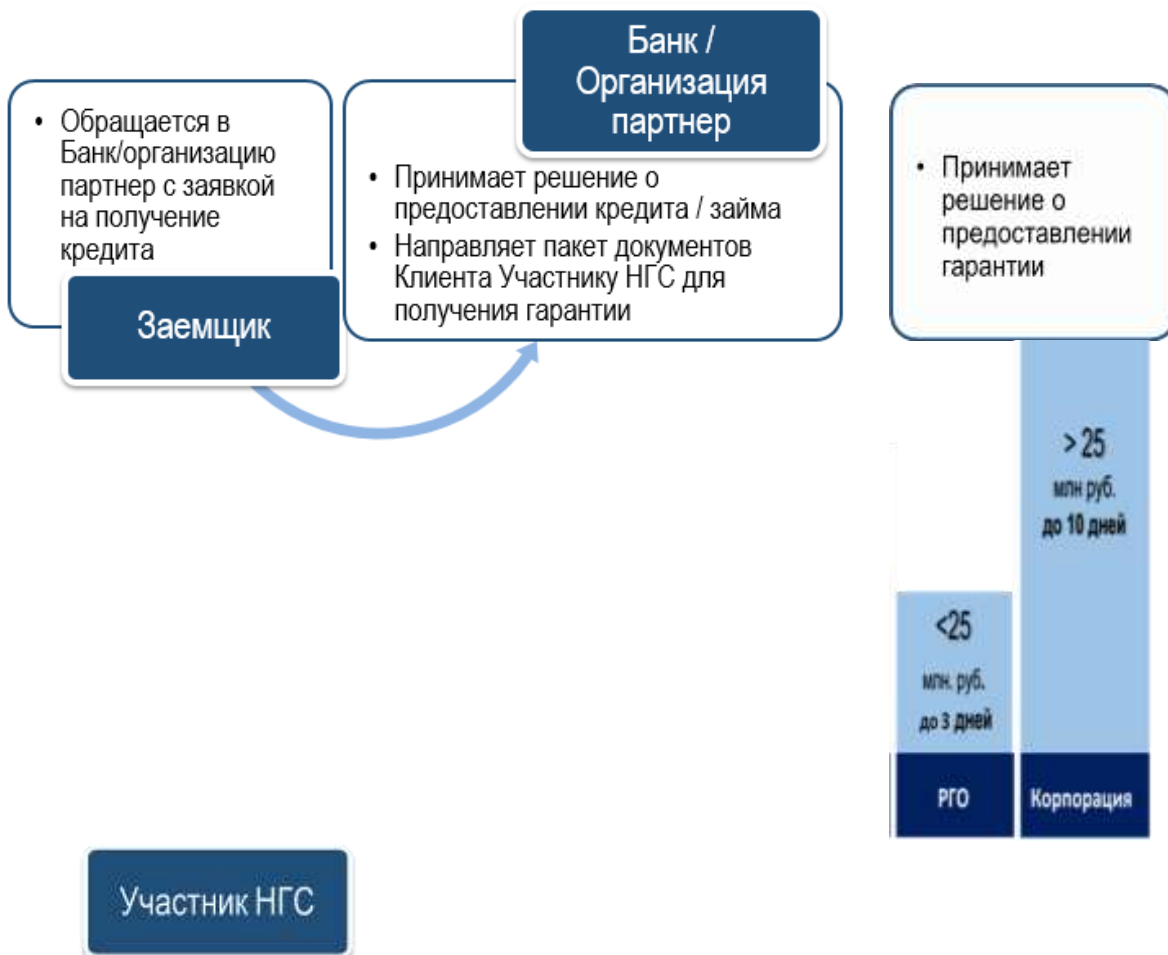 • Обращается в
Банк/организацию
партнер с заявкой
на получение
кредита
Заемщик
Банк /
Организация
партнер
• Принимает решение о
предоставлении кредита / займа
• Направляет пакет документов
Клиента Участнику НГС для
получения гарантии
• Принимает
решение о
предоставлении
гарантии
> 25
млн руб.
до 10 дней
<25
млн. руб.
до 3 дней
РГО
Корпорация
Участник НГС